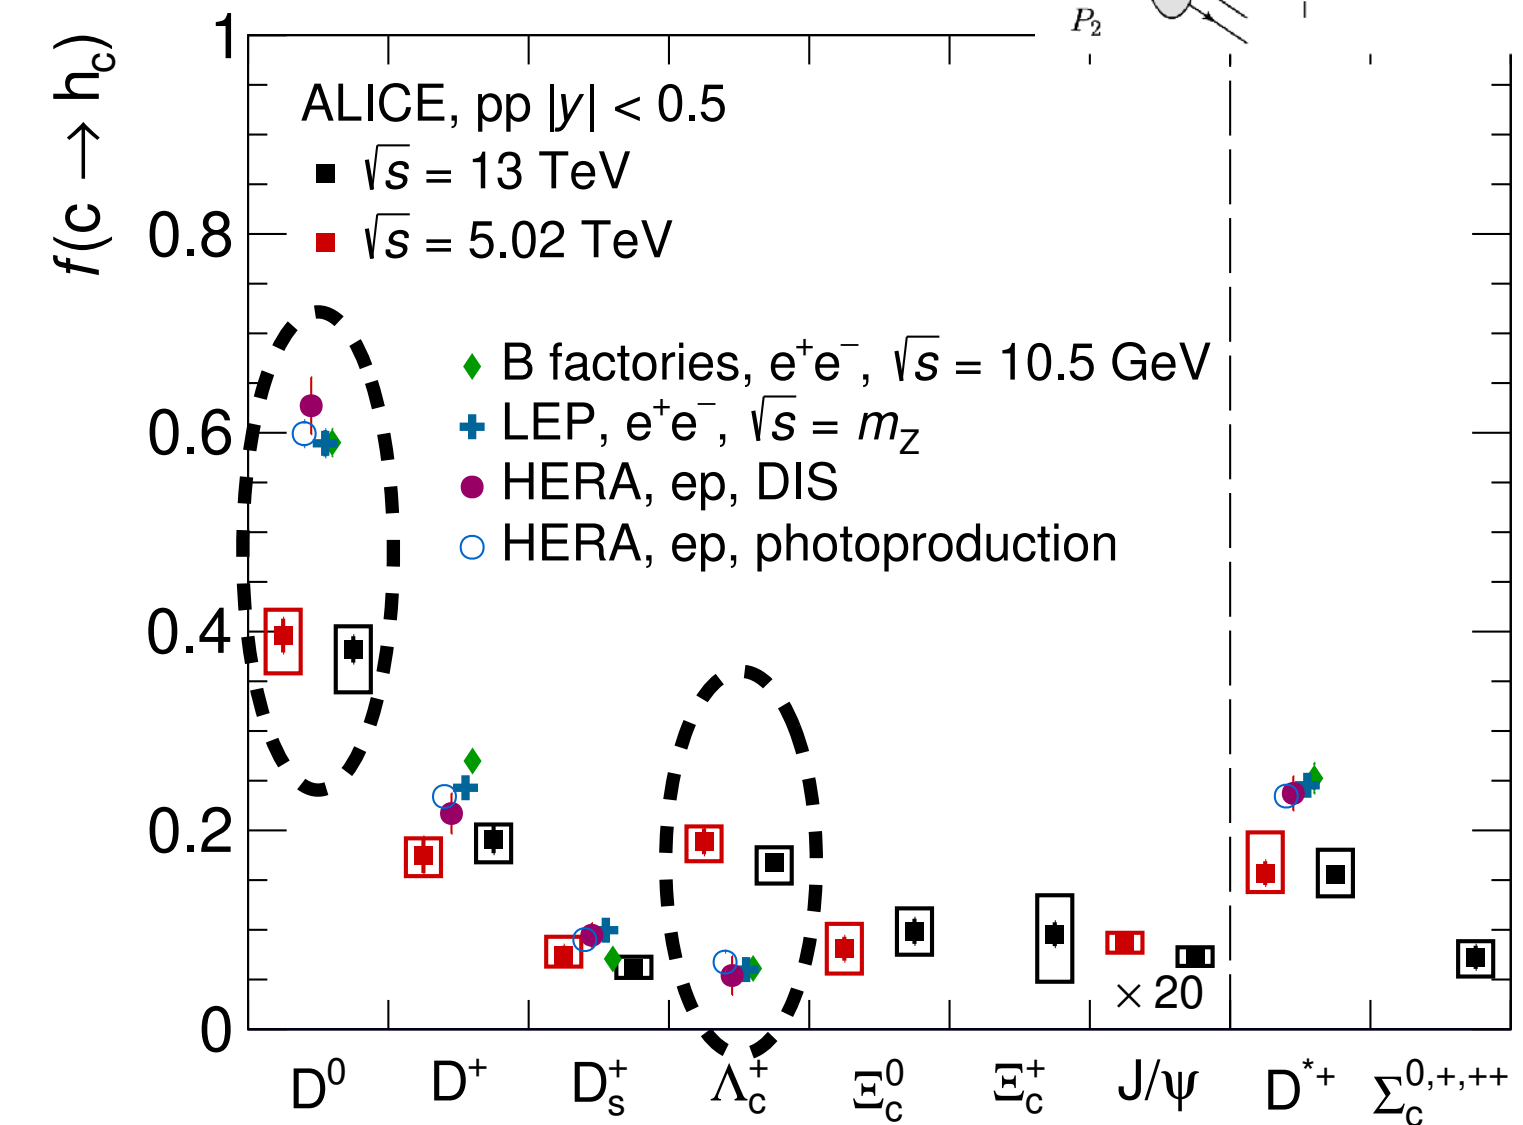 P₂
f(c → h_c)
1
0.8
0.6
0.4
0.2
0
ALICE, pp |y| < 0.5
√s = 13 TeV
√s = 5.02 TeV
B factories, e⁺e⁻, √s = 10.5 GeV
LEP, e⁺e⁻, √s = m_Z
HERA, ep, DIS
HERA, ep, photoproduction
× 20
D⁰ D⁺ D_s⁺ Λ_c⁺ Ξ_c⁰ Ξ_c⁺ J/ψ D*⁺ Σ_c^{0,+,++}